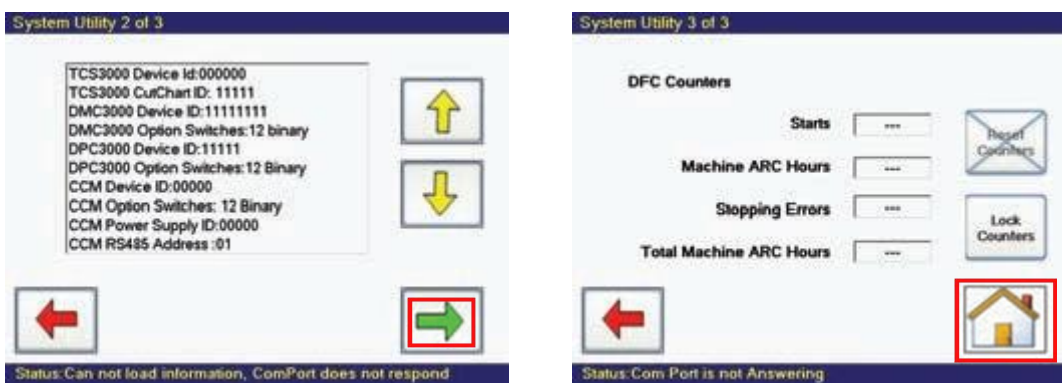 System Utility 2 of 3
TCS3000 Device Id:000000
TCS3000 CutChart ID: 11111
DMC3000 Device ID:11111111
DMC3000 Option Switches:12 binary
DPC3000 Device ID:11111
DPC3000 Option Switches:12 Binary
CCM Device ID:00000
CCM Option Switches: 12 Binary
CCM Power Supply ID:00000
CCM RS485 Address :01
Status:Can not load information, ComPort does not respond
System Utility 3 of 3
DFC Counters
Starts ---
Machine ARC Hours ---
Stopping Errors ---
Total Machine ARC Hours ---
Reset
Counters
Lock
Counters
Status:Com Port is not Answering